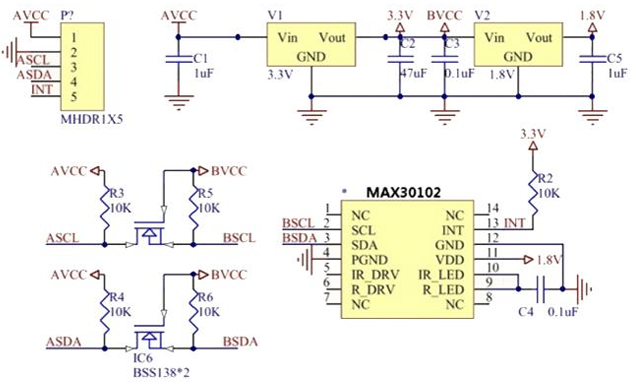 AVCC P?
1
2
ASCL 3
ASDA 4
INT 5
MHDR1X5
AVCC V1 3.3V BVCC V2 1.8V
Vin Vout Vin Vout
C1 GND C2 C3 GND C5
1uF 3.3V 47uF 0.1uF 1.8V 1uF
AVCC BVCC
R3 R5
10K 10K
ASCL BSCL
AVCC BVCC
R4 R6
10K 10K
ASDA BSDA
IC6
BSS138*2
3.3V
R2
10K
* MAX30102
1 NC NC 14
BSCL 2 SCL INT 13 INT
BSDA 3 SDA GND 12
4 PGND VDD 11 1.8V
5 IR_DRV IR_LED 10
6 R_DRV R_LED 9
7 NC NC 8
C4 0.1uF